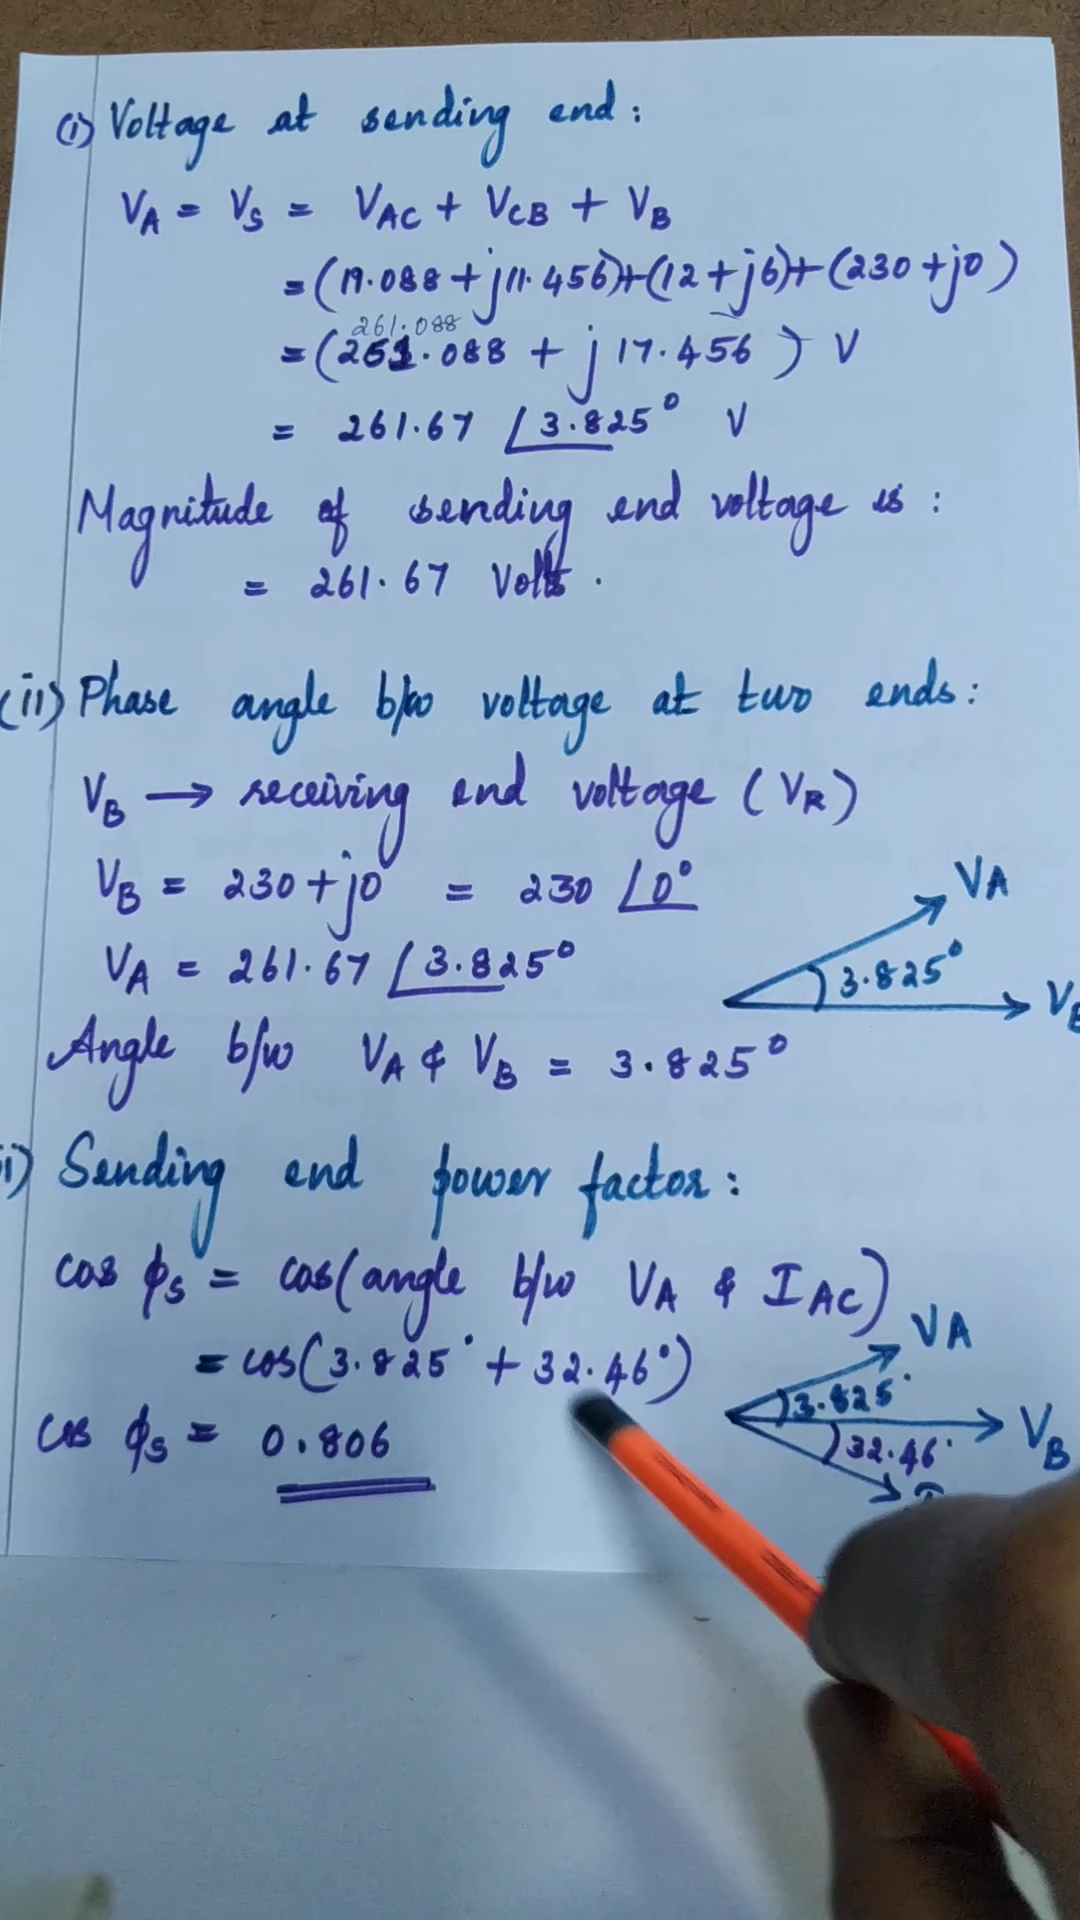 (i) Voltage at sending end:
VA = VS = VAC + VCB + VB
= (19.088 + j11.456)+(12+j6)+(230+j0)
261.088
= (251.088 + j 17.456) V
= 261.67 ∠3.825° V
Magnitude of sending end voltage is:
= 261.67 Volts.
(ii) Phase angle b/w voltage at two ends:
VB → receiving end voltage (VR)
VB = 230+j0 = 230 ∠0°
VA
VA = 261.67 ∠3.825°
3.825°
Angle b/w VA & VB = 3.825°
i) Sending end power factor:
cos ϕS = cos(angle b/w VA & IAC)
VA
= cos(3.825° + 32.46°)
3.825°
VB
cos ϕS = 0.806
32.46°